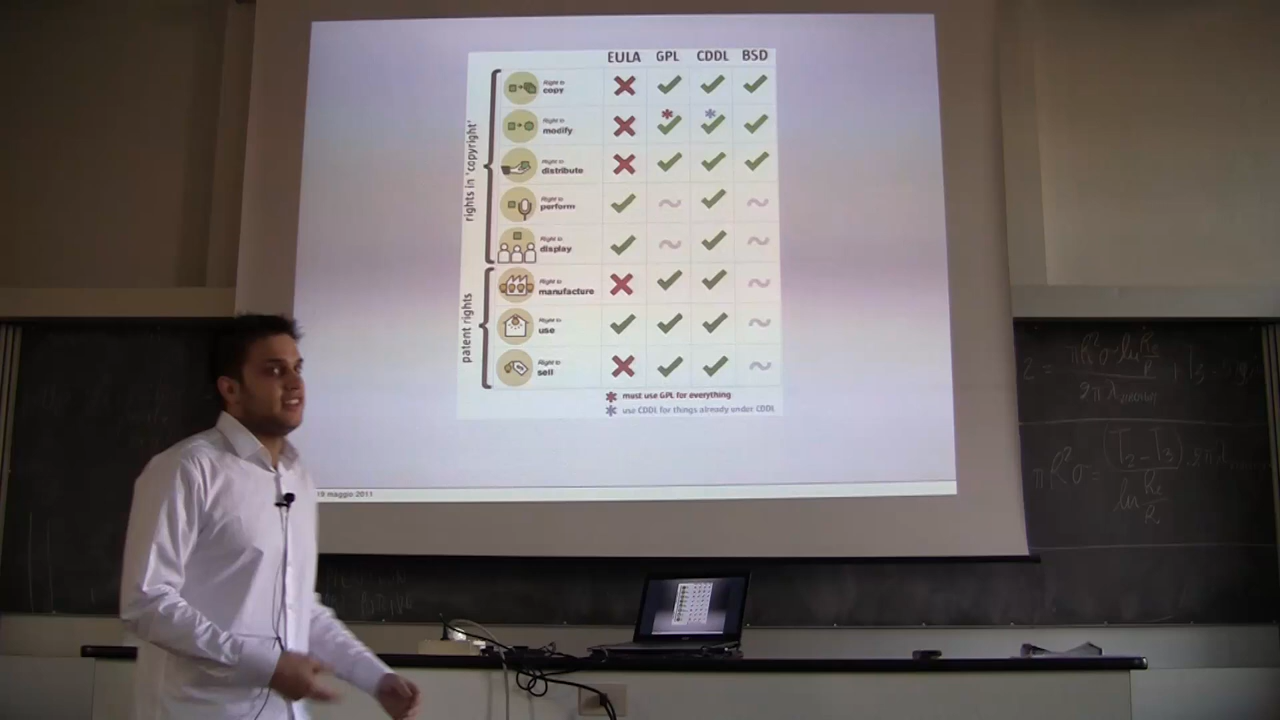 EULA GPL CDDL BSD
rights in 'copyright'
Right to
copy
Right to
modify
Right to
distribute
Right to
perform
Right to
display
patent rights
Right to
manufacture
Right to
use
Right to
sell
* must use GPL for everything
* use CDDL for things already under CDDL
19 maggio 2011